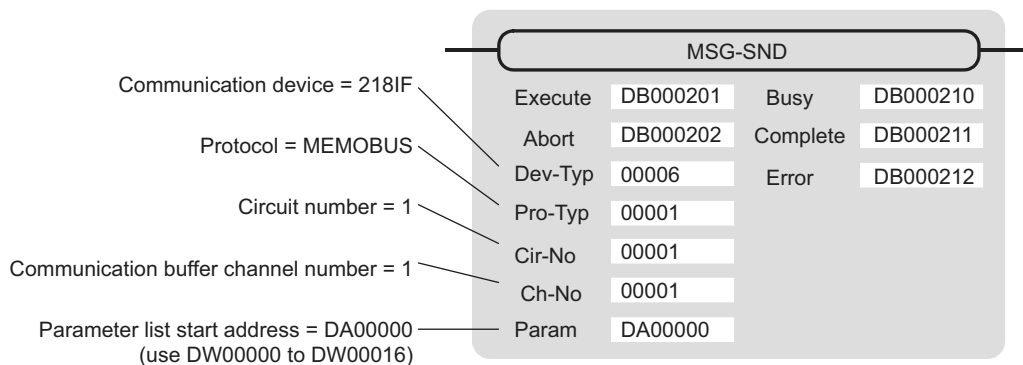 MSG-SND
Communication device = 218IF
Execute DB000201 Busy DB000210
Protocol = MEMOBUS
Abort DB000202 Complete DB000211
Dev-Typ 00006 Error DB000212
Circuit number = 1
Pro-Typ 00001
Cir-No 00001
Communication buffer channel number = 1
Ch-No 00001
Parameter list start address = DA00000
(use DW00000 to DW00016)
Param DA00000